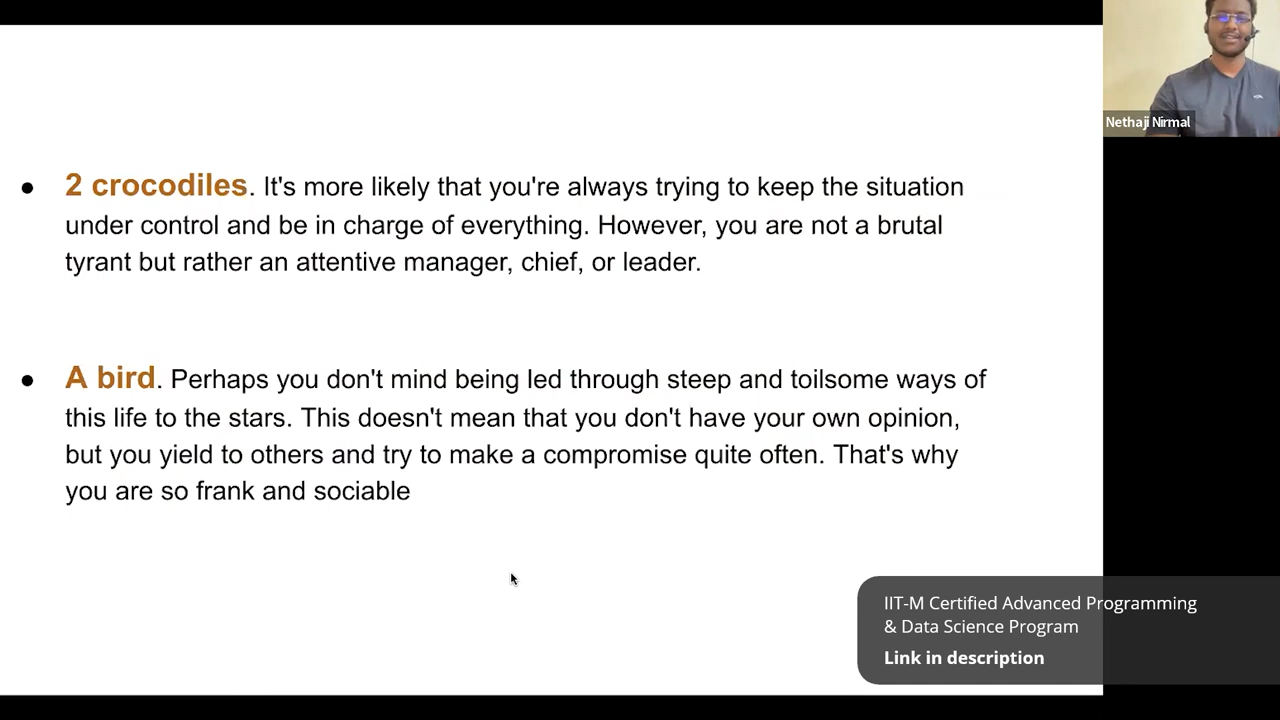 ● 2 crocodiles. It's more likely that you're always trying to keep the situation
under control and be in charge of everything. However, you are not a brutal
tyrant but rather an attentive manager, chief, or leader.
● A bird. Perhaps you don't mind being led through steep and toilsome ways of
this life to the stars. This doesn't mean that you don't have your own opinion,
but you yield to others and try to make a compromise quite often. That's why
you are so frank and sociable
Nethaji Nirmal
IIT-M Certified Advanced Programming
& Data Science Program
Link in description